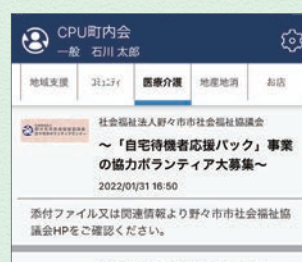 CPU町内会
一般 石川 太郎
地域支援 コミュニティ 医療介護 地産地消 お店
社会福祉法人野々市市社会福祉協議会
～「自宅待機者応援パック」事業
の協力ボランティア大募集～
2022/01/31 16:50
添付ファイル又は関連情報より野々市市社会福祉協
議会HPをご確認ください。